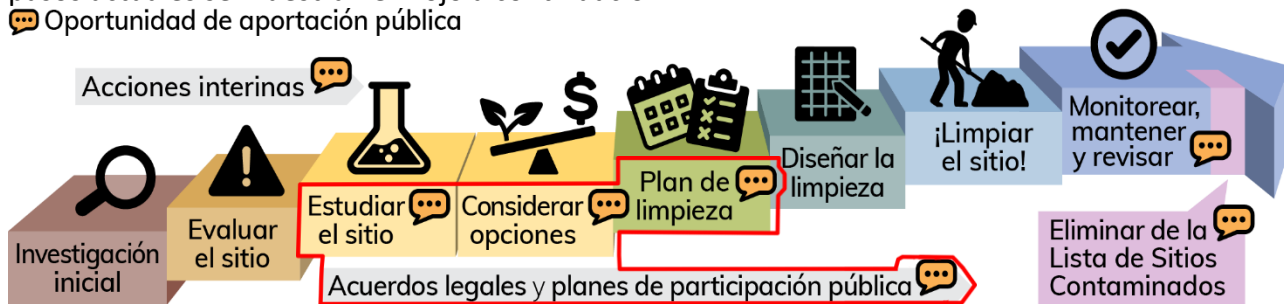 Oportunidad de aportación pública
Acciones interinas
Investigación
inicial
Evaluar
el sitio
Estudiar
el sitio
Considerar
opciones
Plan de
limpieza
Diseñar la
limpieza
¡Limpiar
el sitio!
Monitorear,
mantener
y revisar
Eliminar de la
Lista de Sitios
Contaminados
Acuerdos legales y planes de participación pública